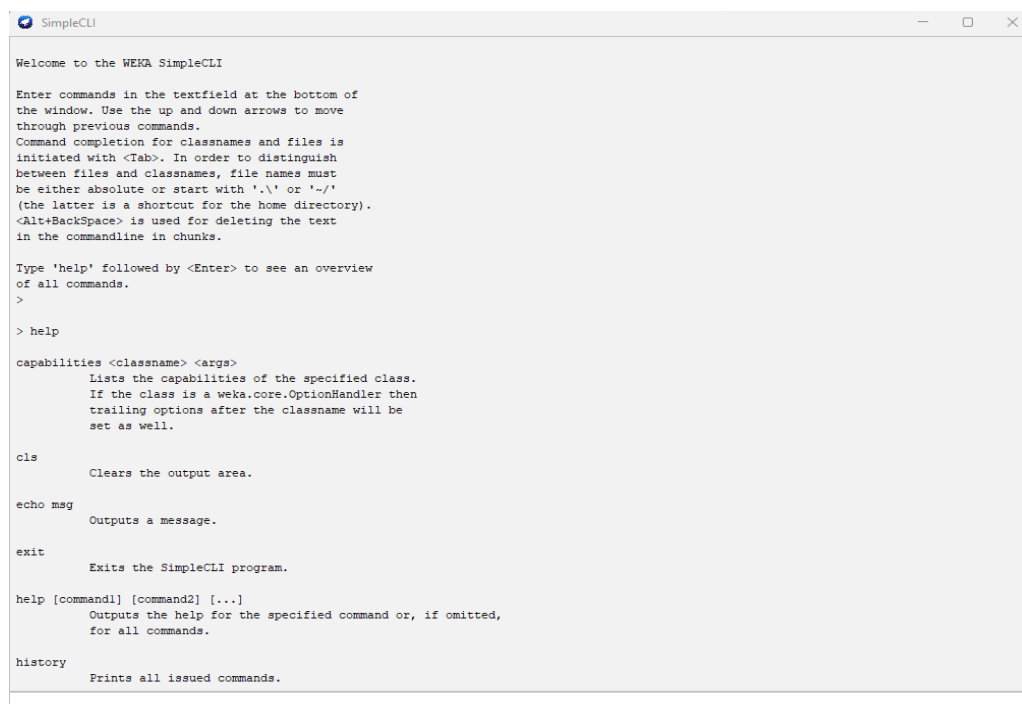 SimpleCLI
Welcome to the WEKA SimpleCLI
Enter commands in the textfield at the bottom of
the window. Use the up and down arrows to move
through previous commands.
Command completion for classnames and files is
initiated with <Tab>. In order to distinguish
between files and classnames, file names must
be either absolute or start with '.\' or '~/'
(the latter is a shortcut for the home directory).
<Alt+BackSpace> is used for deleting the text
in the commandline in chunks.
Type 'help' followed by <Enter> to see an overview
of all commands.
>
> help
capabilities <classname> <args>
Lists the capabilities of the specified class.
If the class is a weka.core.OptionHandler then
trailing options after the classname will be
set as well.
cls
Clears the output area.
echo msg
Outputs a message.
exit
Exits the SimpleCLI program.
help [command1] [command2] [...]
Outputs the help for the specified command or, if omitted,
for all commands.
history
Prints all issued commands.